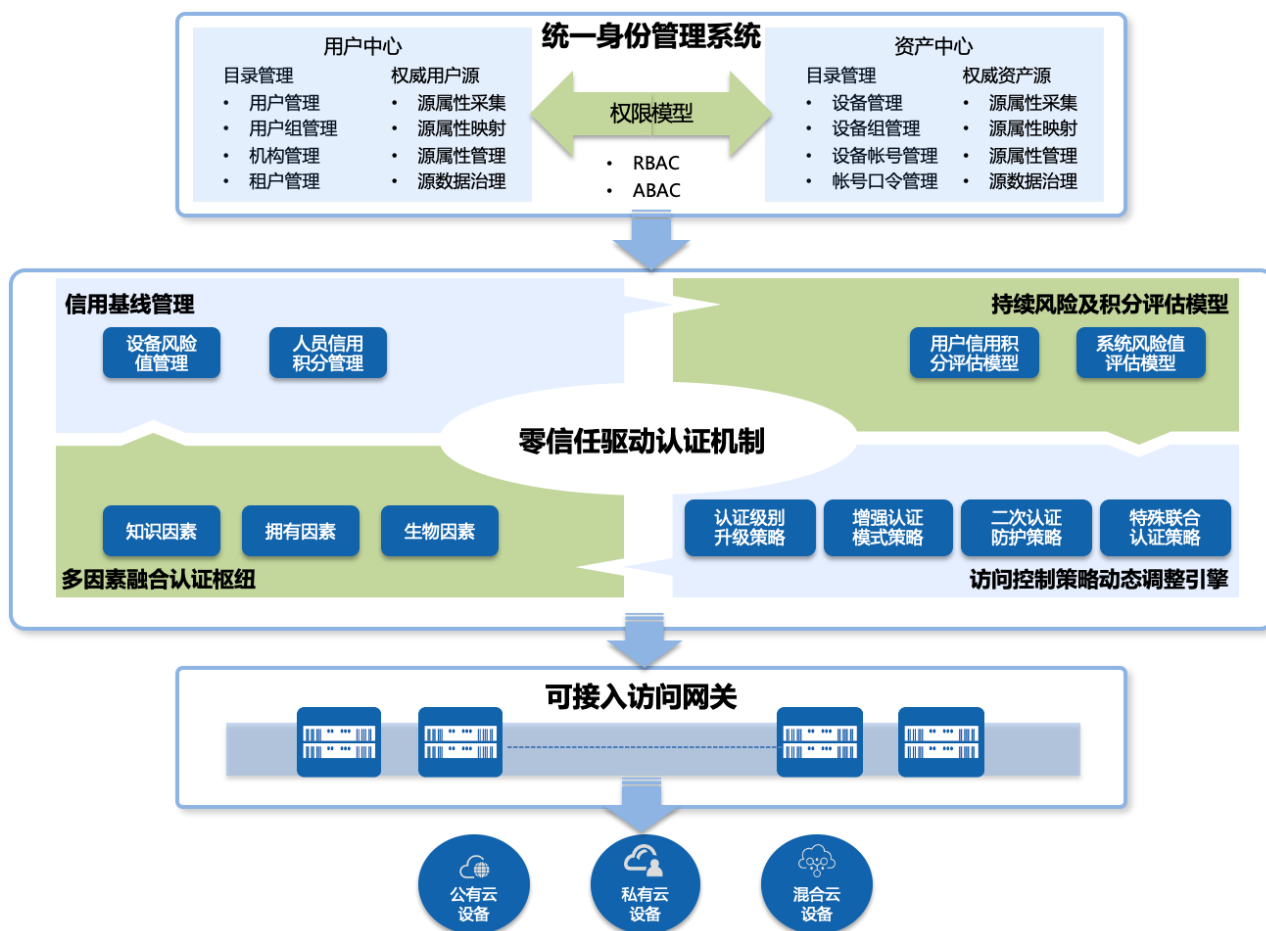 统一身份管理系统
用户中心
目录管理
• 用户管理
• 用户组管理
• 机构管理
• 租户管理
权威用户源
• 源属性采集
• 源属性映射
• 源属性管理
• 源数据治理
权限模型
• RBAC
• ABAC
资产中心
目录管理
• 设备管理
• 设备组管理
• 设备帐号管理
• 帐号口令管理
权威资产源
• 源属性采集
• 源属性映射
• 源属性管理
• 源数据治理
信用基线管理
设备风险
值管理
人员信用
积分管理
持续风险及积分评估模型
用户信用积
分评估模型
系统风险值
评估模型
零信任驱动认证机制
知识因素
拥有因素
生物因素
多因素融合认证枢纽
认证级别
升级策略
增强认证
模式策略
二次认证
防护策略
特殊联合
认证策略
访问控制策略动态调整引擎
可接入访问网关
公有云
设备
私有云
设备
混合云
设备